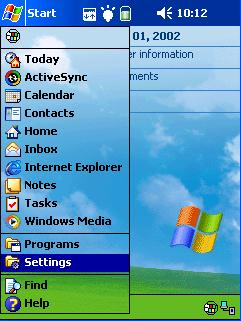 Start 10:12
01, 2002
er information
ments
Today
ActiveSync
Calendar
Contacts
Home
Inbox
Internet Explorer
Notes
Tasks
Windows Media
Programs
Settings
Find
Help